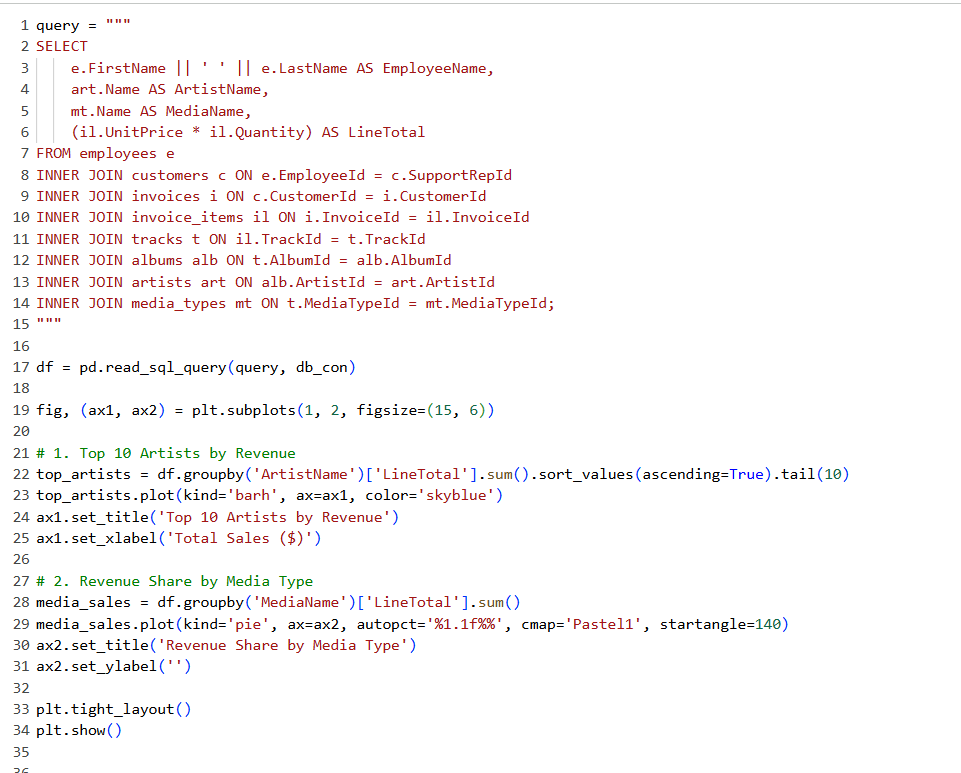 1 query = """
2 SELECT
3     e.FirstName || ' ' || e.LastName AS EmployeeName,
4     art.Name AS ArtistName,
5     mt.Name AS MediaName,
6     (il.UnitPrice * il.Quantity) AS LineTotal
7 FROM employees e
8 INNER JOIN customers c ON e.EmployeeId = c.SupportRepId
9 INNER JOIN invoices i ON c.CustomerId = i.CustomerId
10 INNER JOIN invoice_items il ON i.InvoiceId = il.InvoiceId
11 INNER JOIN tracks t ON il.TrackId = t.TrackId
12 INNER JOIN albums alb ON t.AlbumId = alb.AlbumId
13 INNER JOIN artists art ON alb.ArtistId = art.ArtistId
14 INNER JOIN media_types mt ON t.MediaTypeId = mt.MediaTypeId;
15 """
16
17 df = pd.read_sql_query(query, db_con)
18
19 fig, (ax1, ax2) = plt.subplots(1, 2, figsize=(15, 6))
20
21 # 1. Top 10 Artists by Revenue
22 top_artists = df.groupby('ArtistName')['LineTotal'].sum().sort_values(ascending=True).tail(10)
23 top_artists.plot(kind='barh', ax=ax1, color='skyblue')
24 ax1.set_title('Top 10 Artists by Revenue')
25 ax1.set_xlabel('Total Sales ($)')
26
27 # 2. Revenue Share by Media Type
28 media_sales = df.groupby('MediaName')['LineTotal'].sum()
29 media_sales.plot(kind='pie', ax=ax2, autopct='%1.1f%%', cmap='Pastel1', startangle=140)
30 ax2.set_title('Revenue Share by Media Type')
31 ax2.set_ylabel('')
32
33 plt.tight_layout()
34 plt.show()
35
36